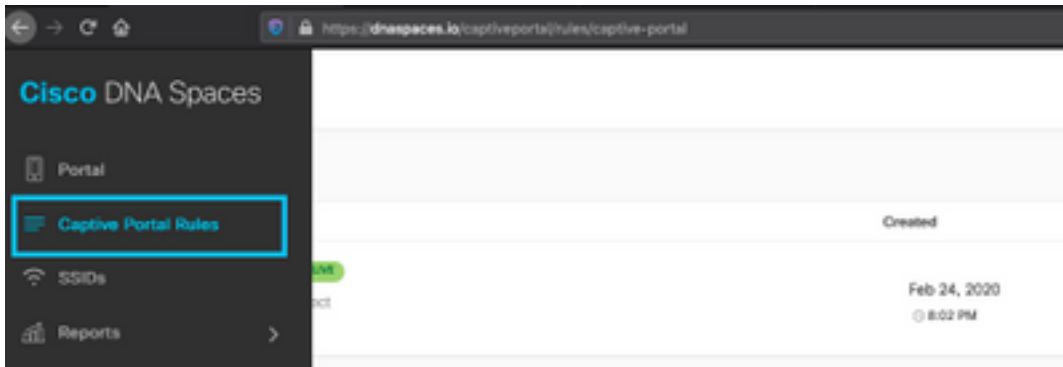 https://dnaspaces.io/captiveportal/rules/captive-portal
Cisco DNA Spaces
Portal
Captive Portal Rules
SSIDs
Reports
Created
LIVE
Feb 24, 2020
8:02 PM